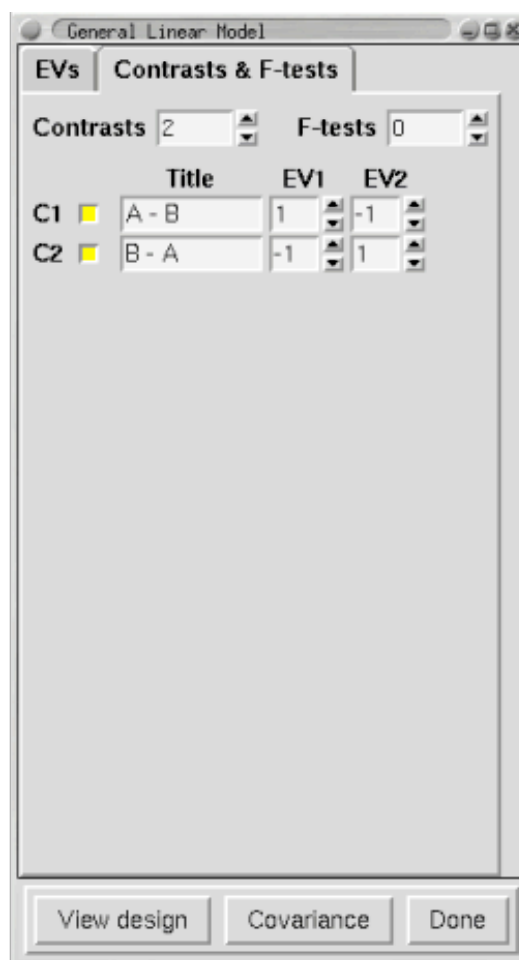 General Linear Model
EVs Contrasts & F-tests
Contrasts 2 F-tests 0
Title EV1 EV2
C1 A - B 1 -1
C2 B - A -1 1
View design Covariance Done